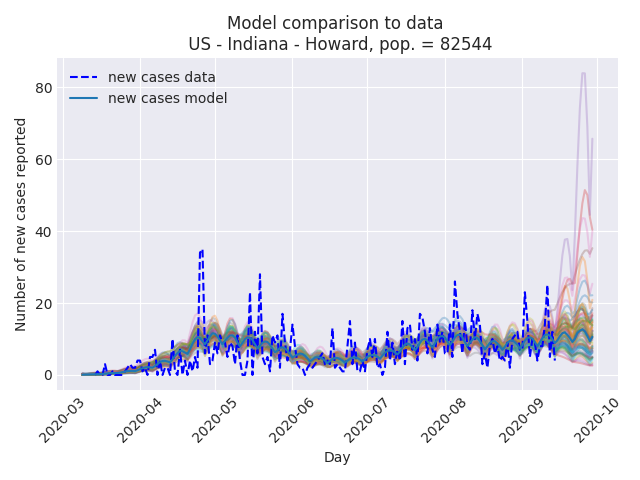 Model comparison to data
US - Indiana - Howard, pop. = 82544
new cases data
new cases model
Number of new cases reported
80
60
40
20
0
2020-03
2020-04
2020-05
2020-06
2020-07
2020-08
2020-09
2020-10
Day